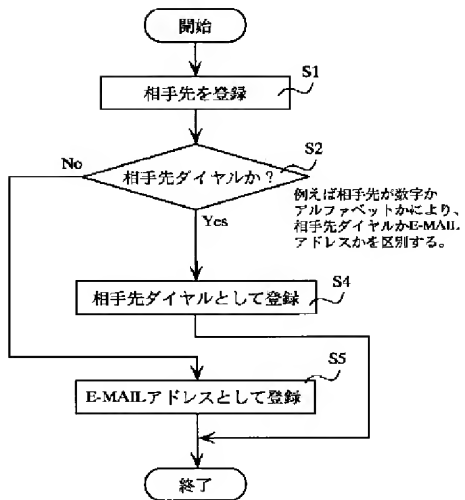 開始
S1
相手先を登録
S2
No
相手先ダイヤルか？
例えば相手先が数字か
アルファベットかにより、
相手先ダイヤルかE-MAIL
アドレスかを区別する。
Yes
S4
相手先ダイヤルとして登録
S5
E-MAILアドレスとして登録
終了